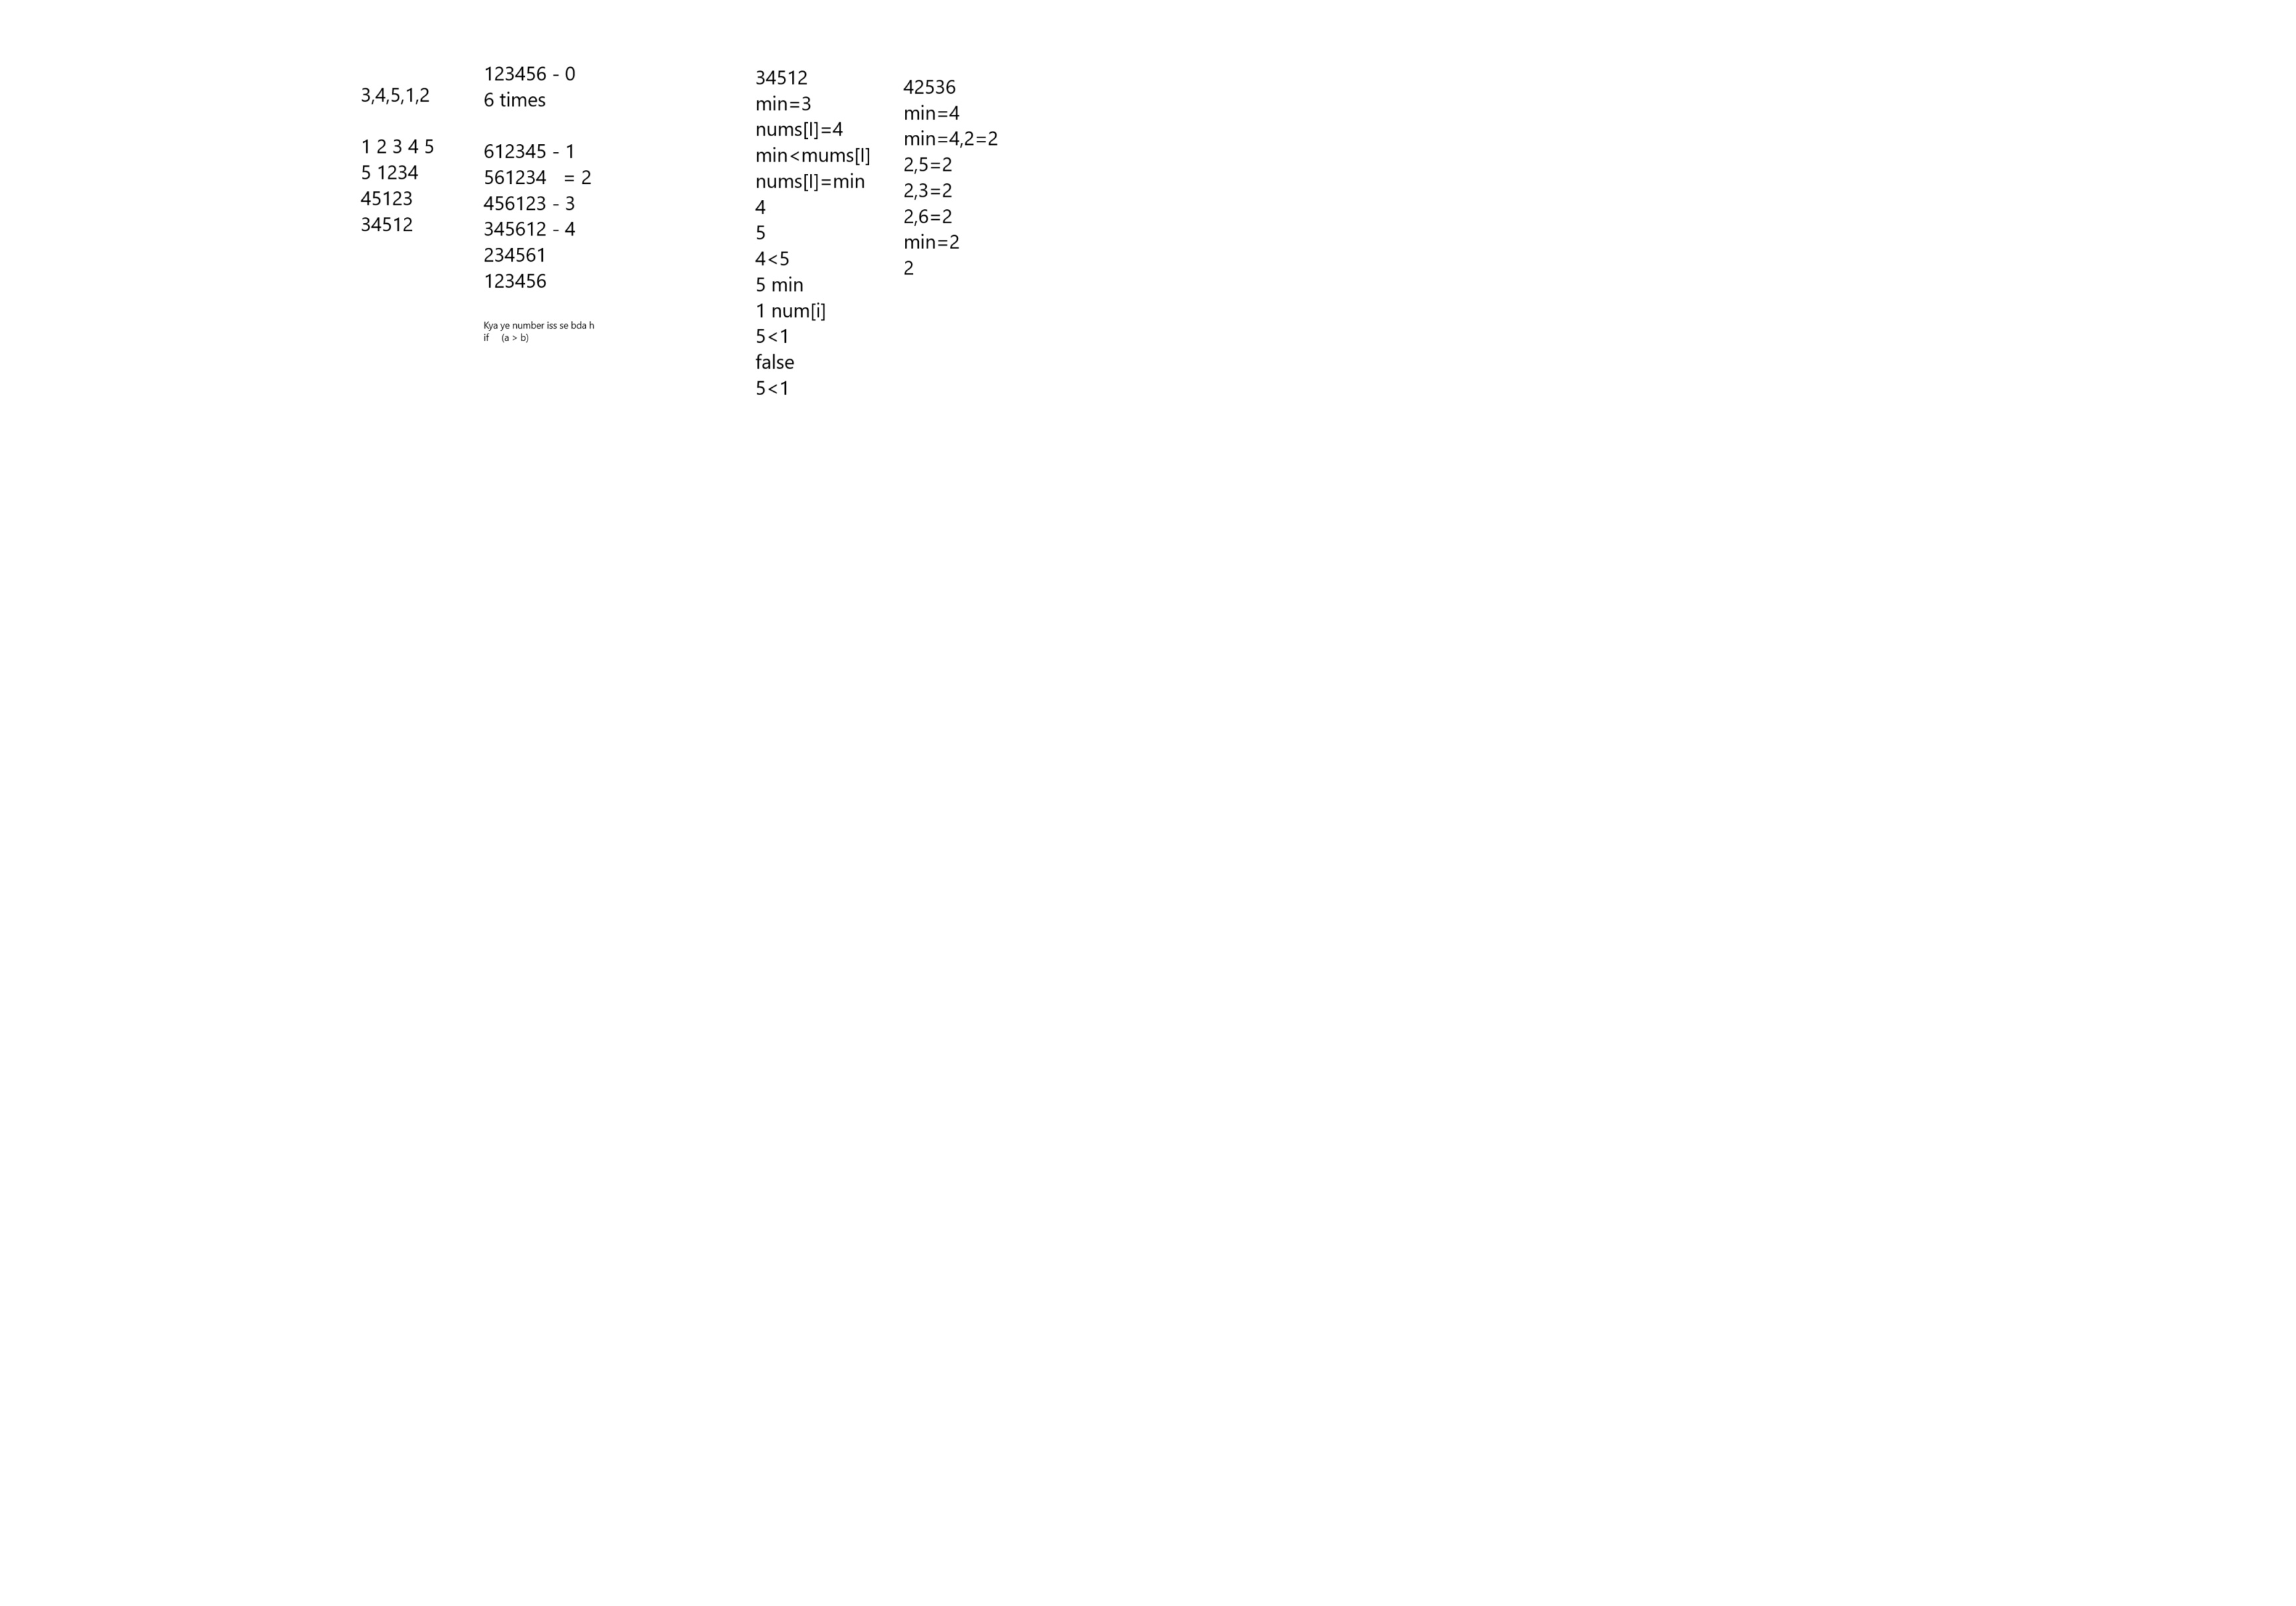 3,4,5,1,2
1 2 3 4 5
5 1234
45123
34512
123456 - 0
6 times
612345 - 1
561234   = 2
456123 - 3
345612 - 4
234561
123456
Kya ye number iss se bda h
if    (a > b)
34512
min=3
nums[l]=4
min<mums[l]
nums[l]=min
4
5
4<5
5 min
1 num[i]
5<1
false
5<1
42536
min=4
min=4,2=2
2,5=2
2,3=2
2,6=2
min=2
2